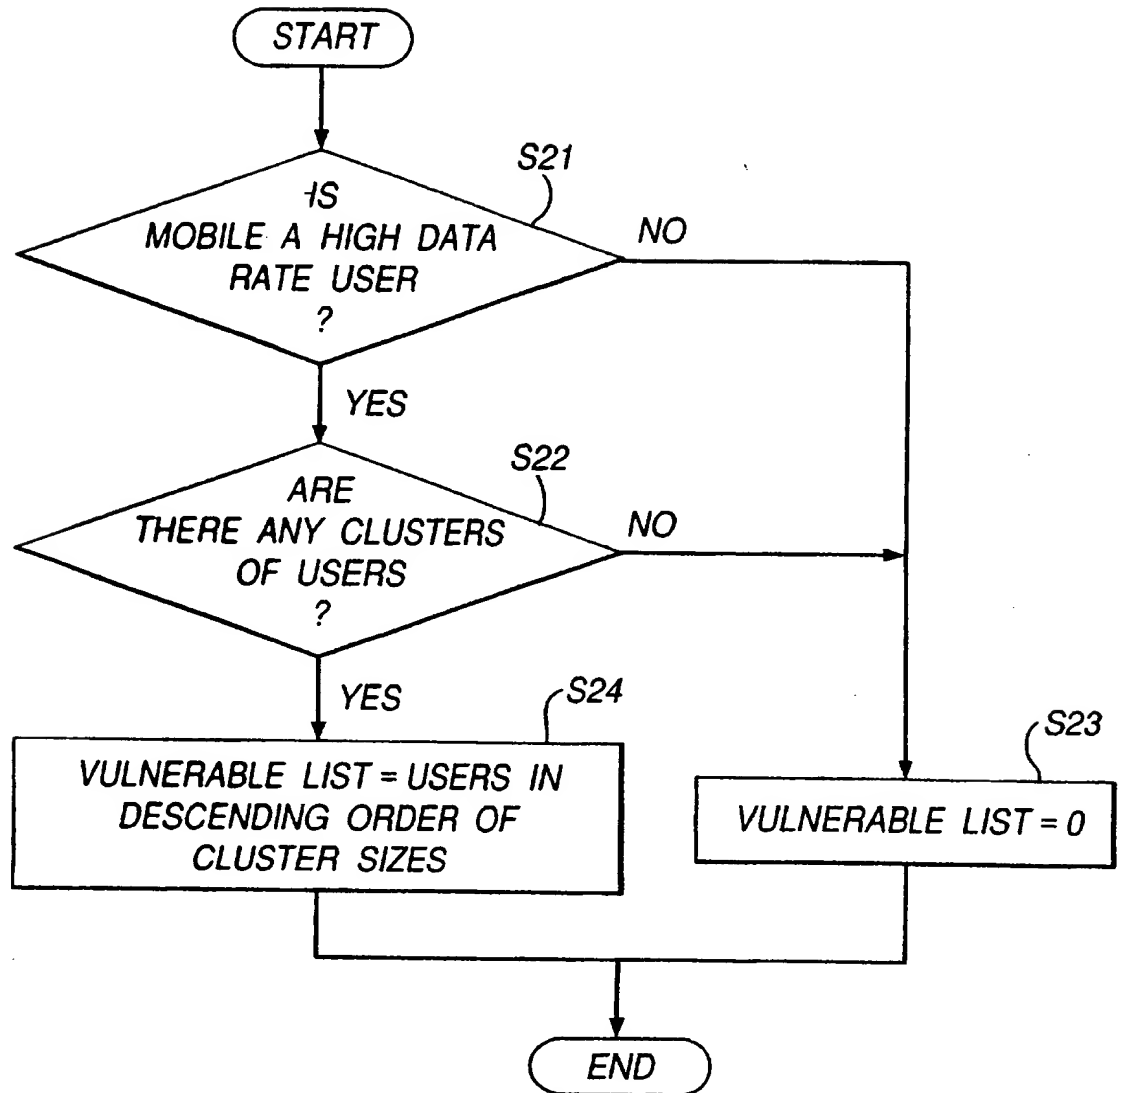 START
S21
IS
MOBILE A HIGH DATA
RATE USER
?
NO
YES
S22
ARE
THERE ANY CLUSTERS
OF USERS
?
NO
YES
S24
VULNERABLE LIST = USERS IN
DESCENDING ORDER OF
CLUSTER SIZES
S23
VULNERABLE LIST = 0
END